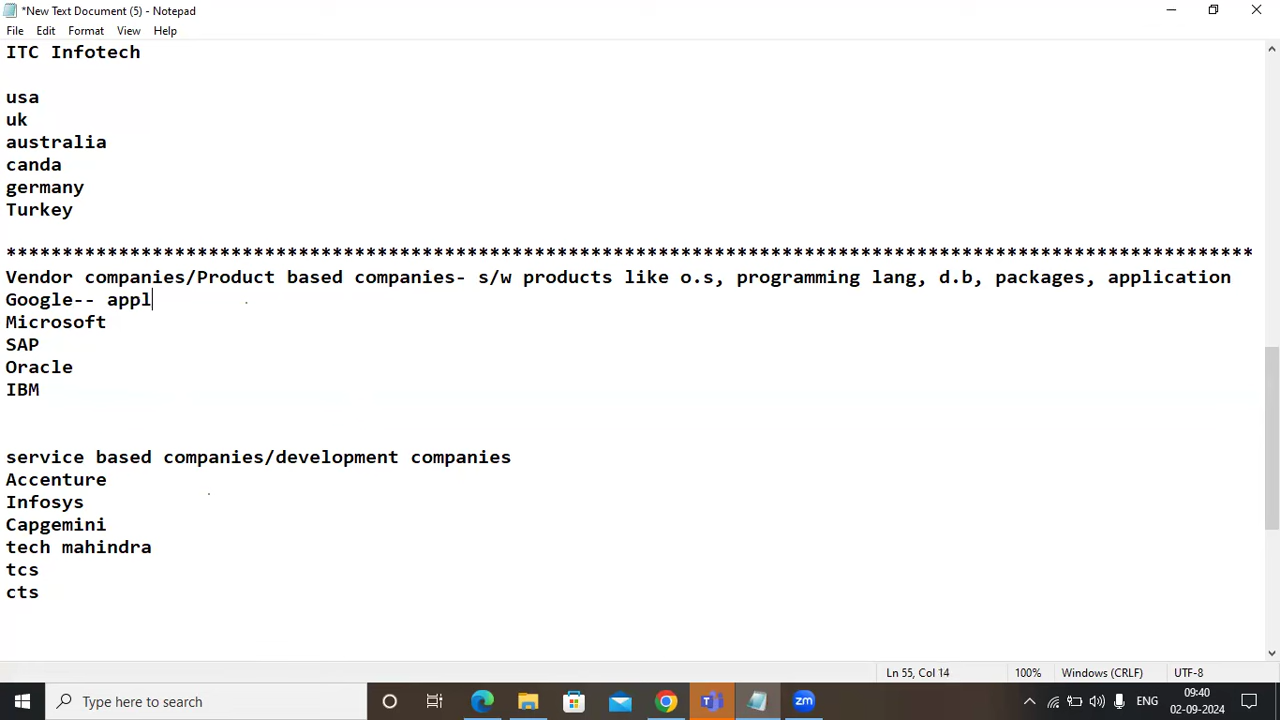 *New Text Document (5) - Notepad
File Edit Format View Help
ITC Infotech
usa
uk
australia
canda
germany
Turkey
***************************************************************************************************************
Vendor companies/Product based companies- s/w products like o.s, programming lang, d.b, packages, application
Google-- appl
Microsoft
SAP
Oracle
IBM
service based companies/development companies
Accenture
Infosys
Capgemini
tech mahindra
tcs
cts
Ln 55, Col 14 100% Windows (CRLF) UTF-8
Type here to search
ENG
09:40
02-09-2024